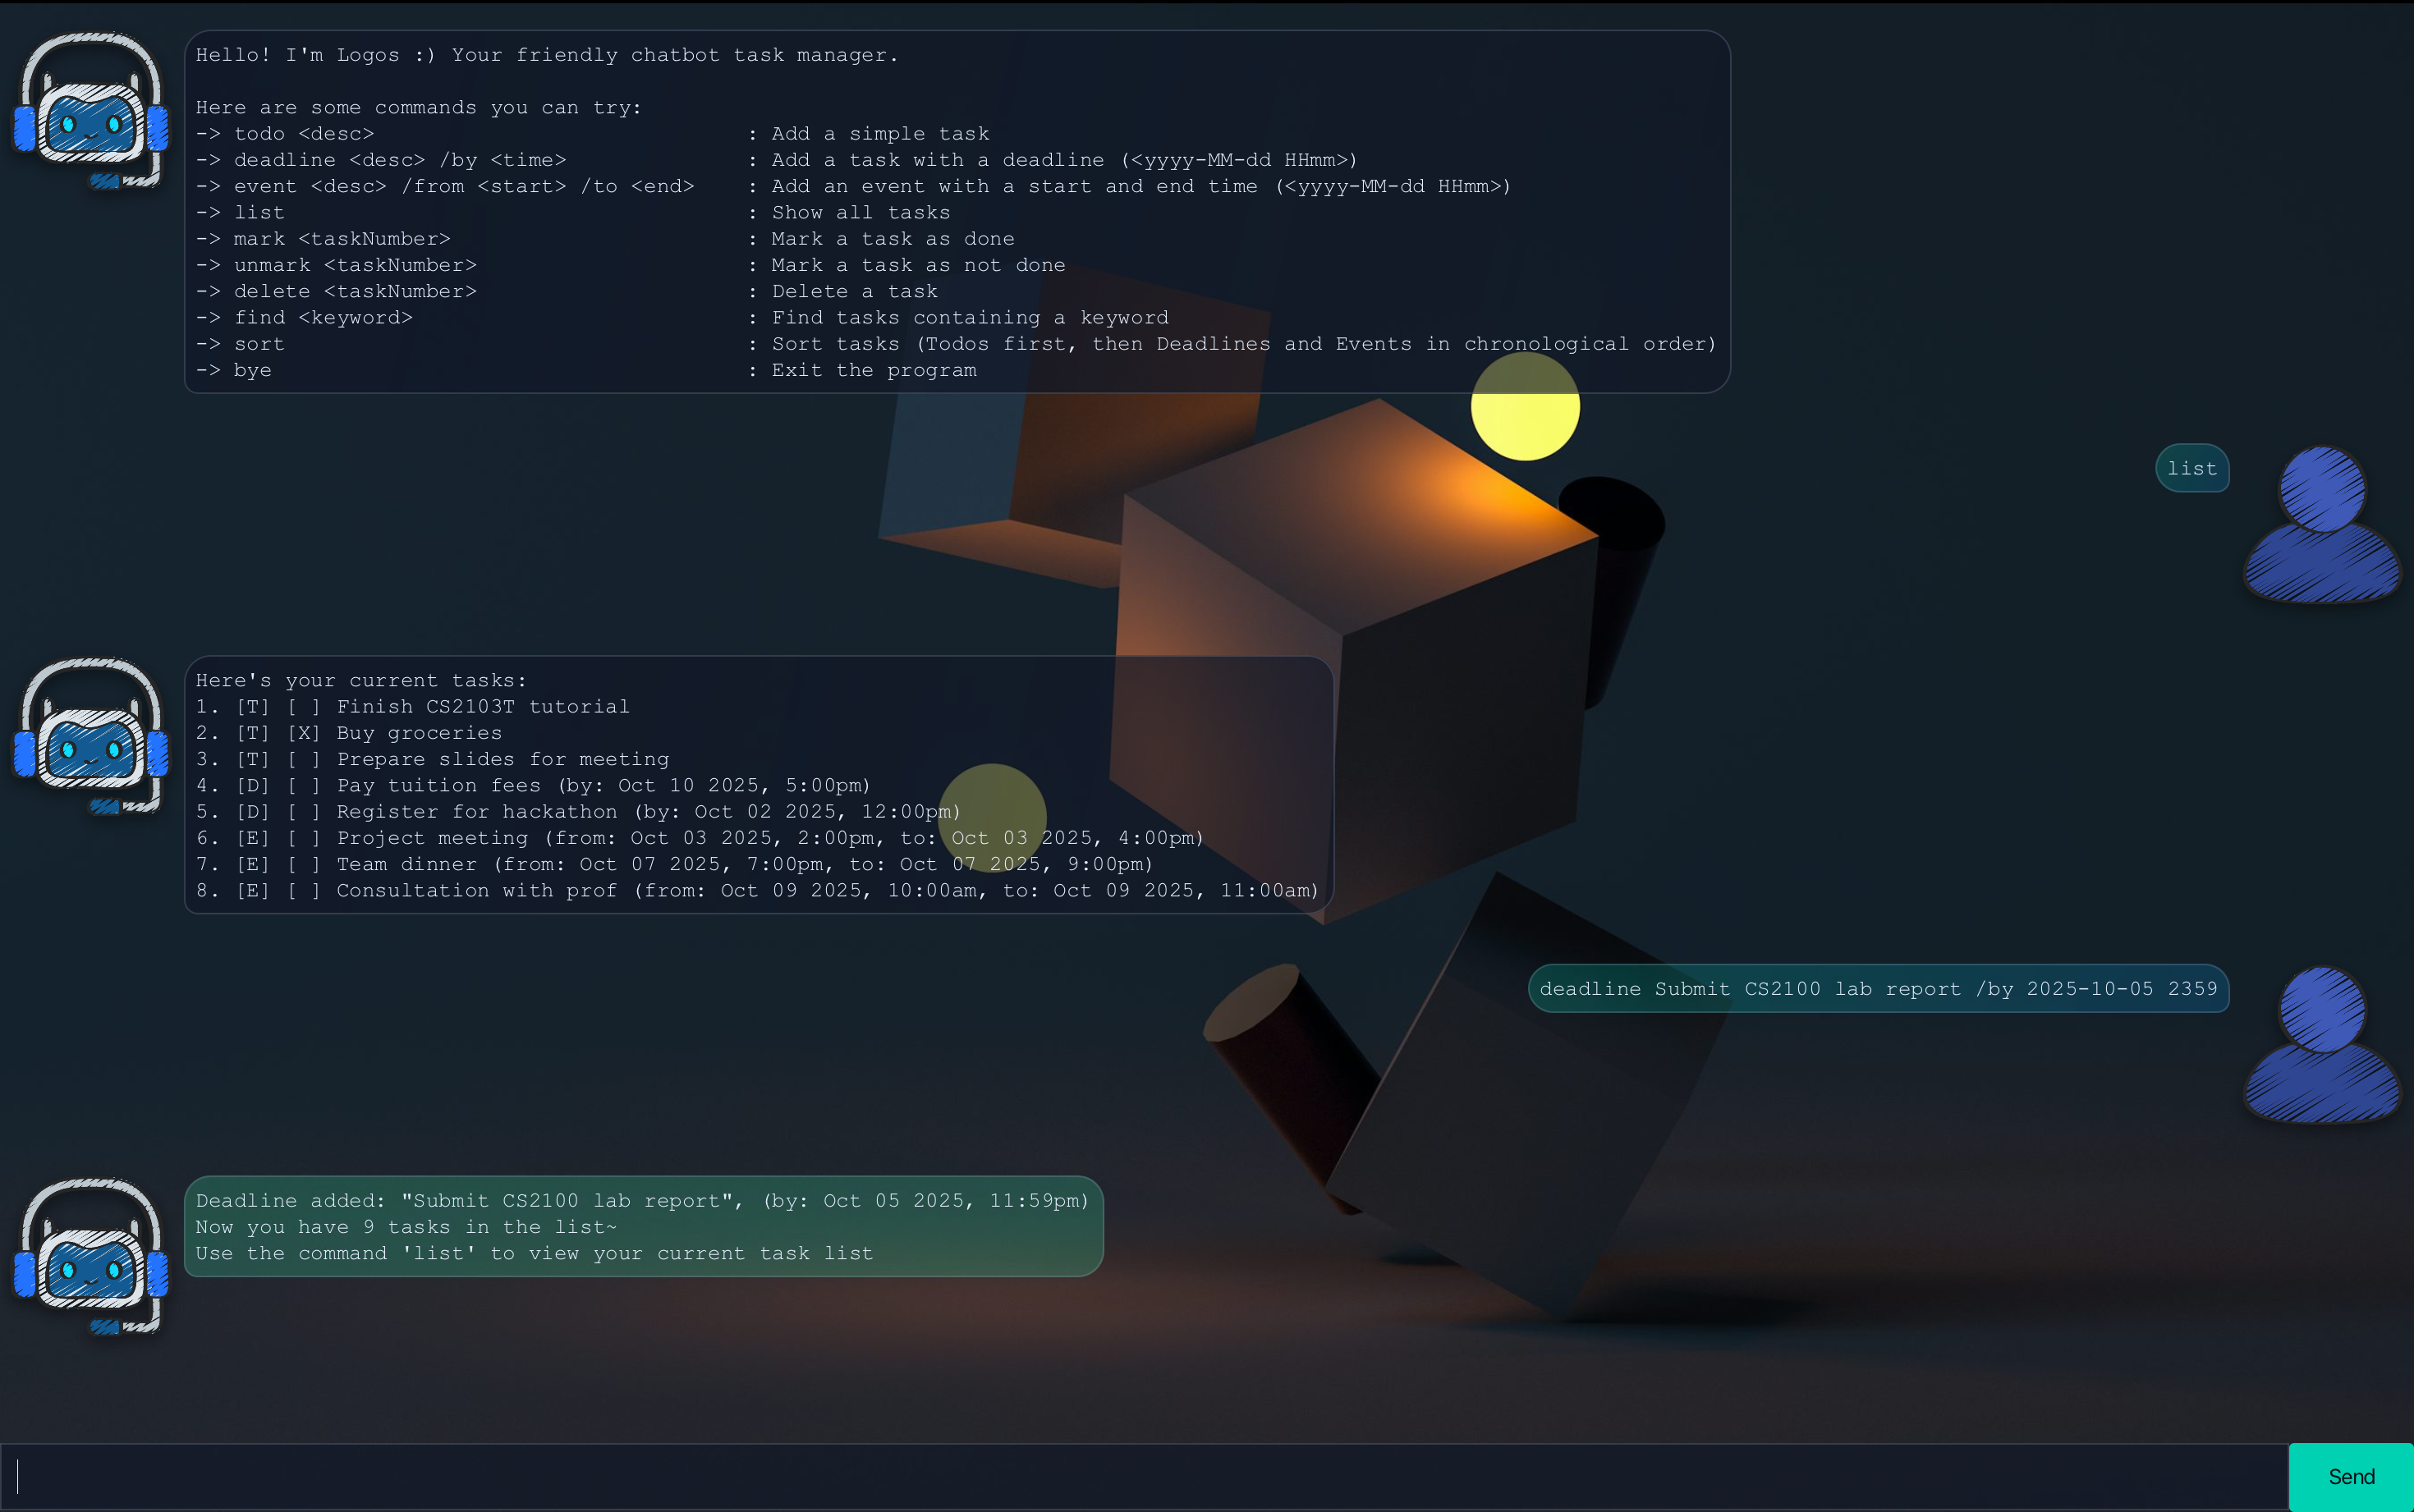 Hello! I'm Logos :) Your friendly chatbot task manager.
Here are some commands you can try:
-> todo <desc> : Add a simple task
-> deadline <desc> /by <time> : Add a task with a deadline (<yyyy-MM-dd HHmm>)
-> event <desc> /from <start> /to <end> : Add an event with a start and end time (<yyyy-MM-dd HHmm>)
-> list : Show all tasks
-> mark <taskNumber> : Mark a task as done
-> unmark <taskNumber> : Mark a task as not done
-> delete <taskNumber> : Delete a task
-> find <keyword> : Find tasks containing a keyword
-> sort : Sort tasks (Todos first, then Deadlines and Events in chronological order)
-> bye : Exit the program
list
Here's your current tasks:
1. [T] [ ] Finish CS2103T tutorial
2. [T] [X] Buy groceries
3. [T] [ ] Prepare slides for meeting
4. [D] [ ] Pay tuition fees (by: Oct 10 2025, 5:00pm)
5. [D] [ ] Register for hackathon (by: Oct 02 2025, 12:00pm)
6. [E] [ ] Project meeting (from: Oct 03 2025, 2:00pm, to: Oct 03 2025, 4:00pm)
7. [E] [ ] Team dinner (from: Oct 07 2025, 7:00pm, to: Oct 07 2025, 9:00pm)
8. [E] [ ] Consultation with prof (from: Oct 09 2025, 10:00am, to: Oct 09 2025, 11:00am)
deadline Submit CS2100 lab report /by 2025-10-05 2359
Deadline added: "Submit CS2100 lab report", (by: Oct 05 2025, 11:59pm)
Now you have 9 tasks in the list~
Use the command 'list' to view your current task list
Send